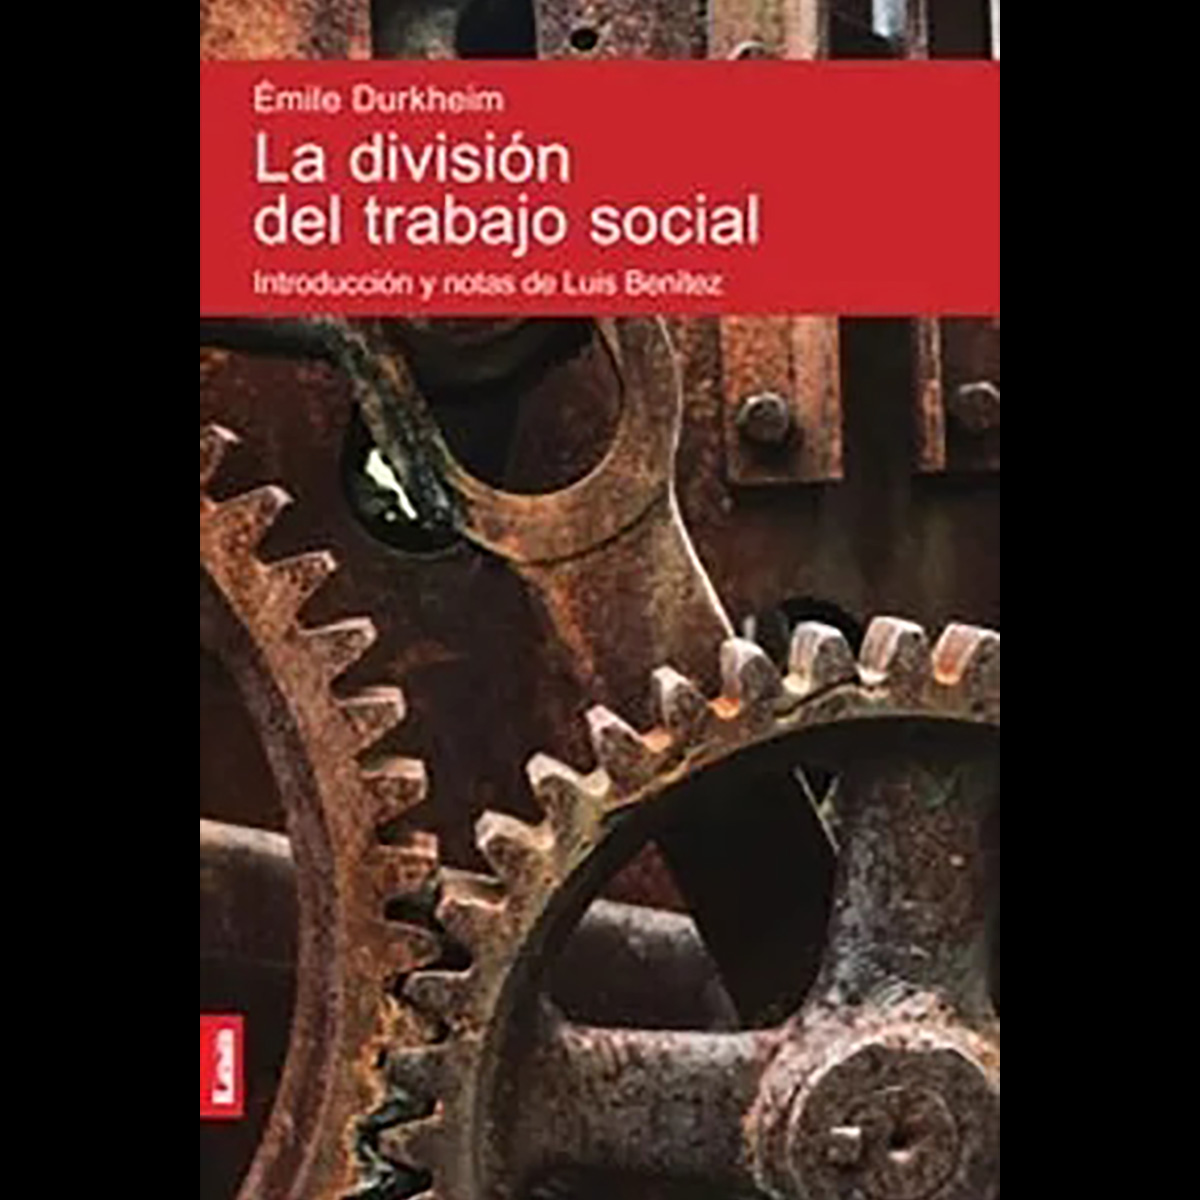 Émile Durkheim
La división
del trabajo social
Introducción y notas de Luis Benítez